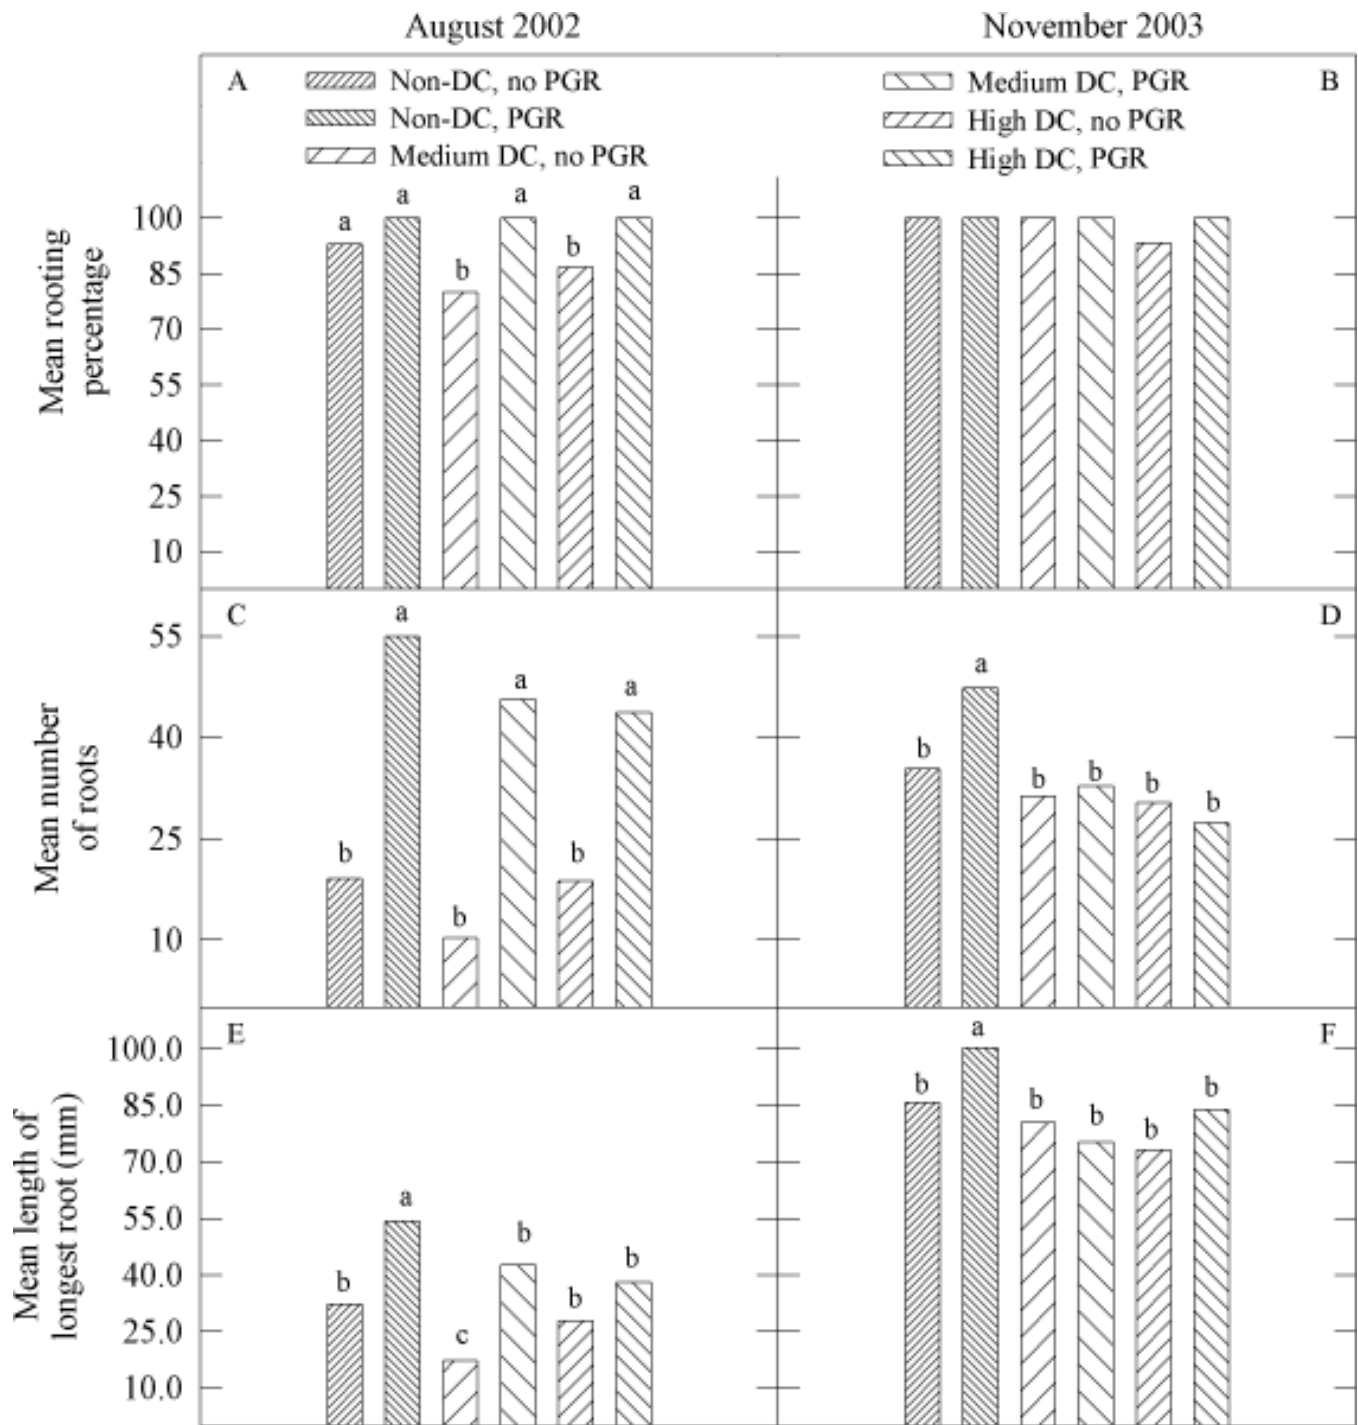 August 2002
November 2003
A
Non-DC, no PGR
Non-DC, PGR
Medium DC, no PGR
Medium DC, PGR
High DC, no PGR
High DC, PGR
B
Mean rooting
percentage
100
85
70
55
40
25
10
a
a
b
a
b
a
C
D
Mean number
of roots
55
40
25
10
b
a
b
a
b
a
b
a
b
b
b
b
E
F
Mean length of
longest root (mm)
100.0
85.0
70.0
55.0
40.0
25.0
10.0
b
a
c
b
b
b
b
a
b
b
b
b